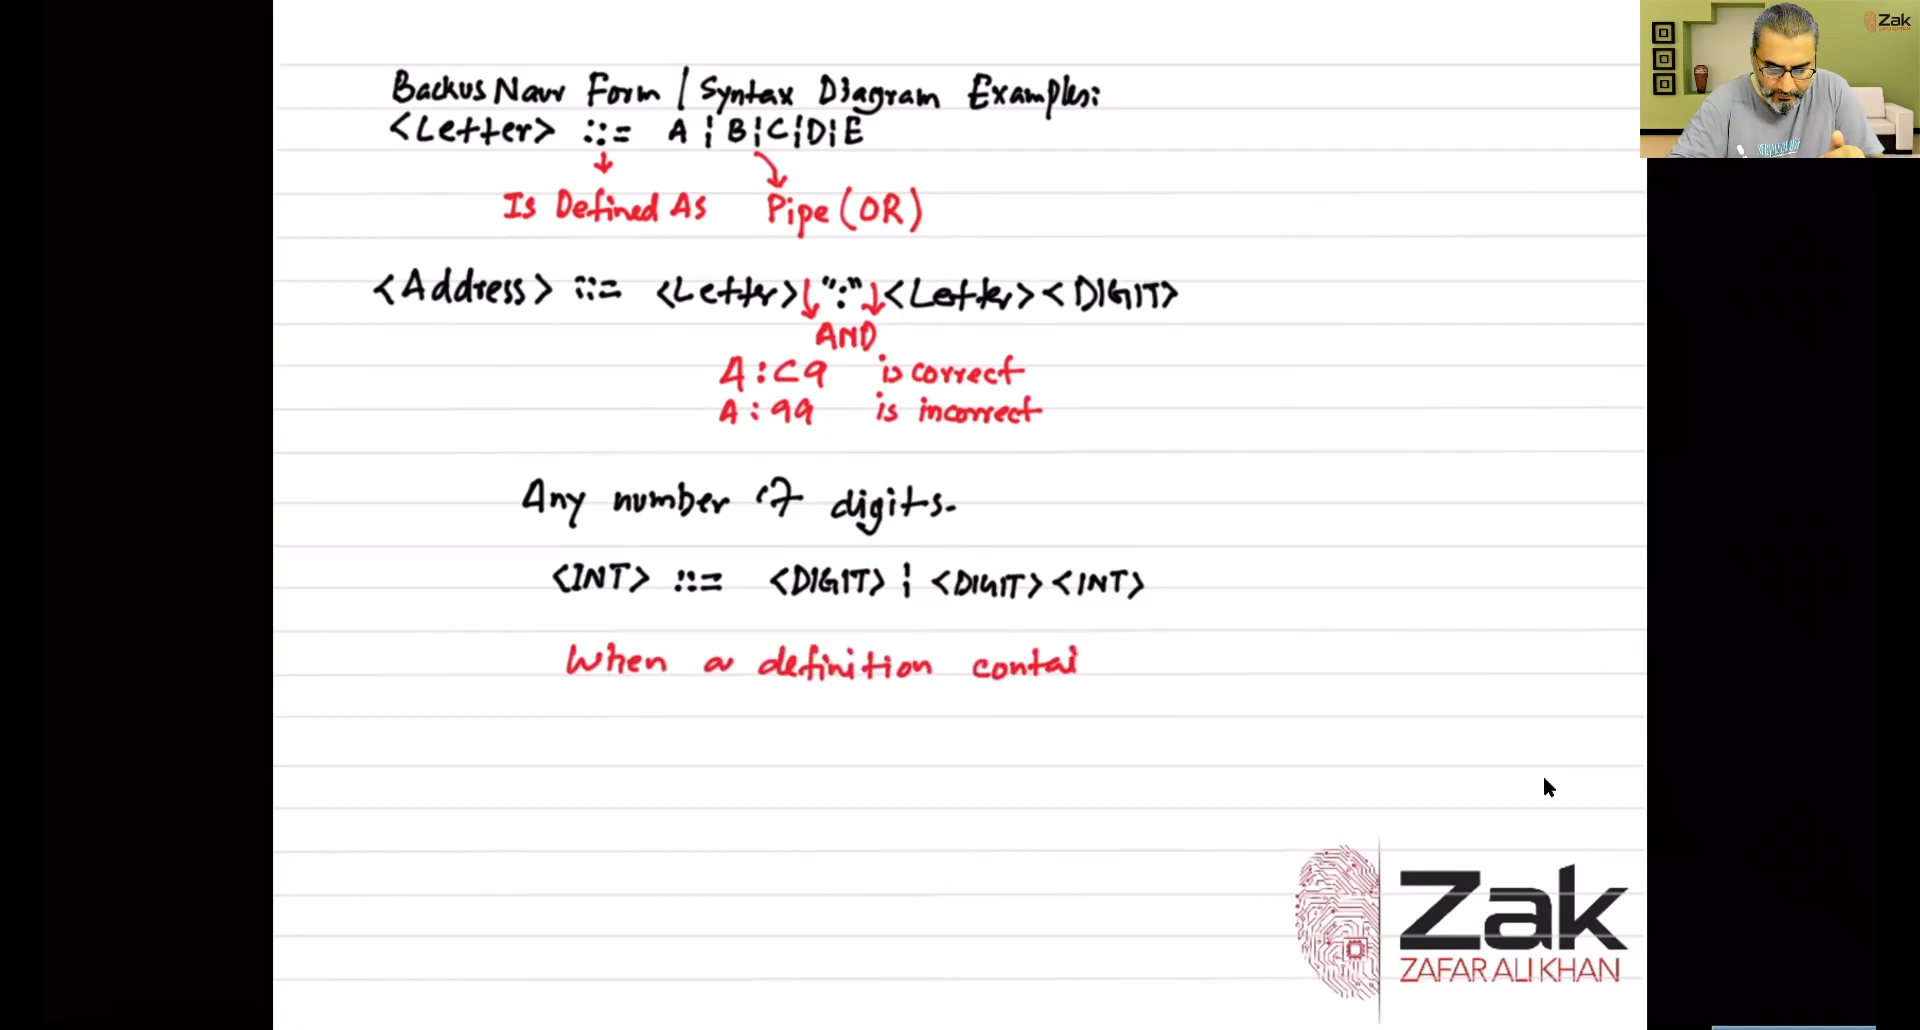 Backus Naur Form / Syntax Diagram Examples:
<Letter> ::= A | B | C | D | E
Is Defined As Pipe (OR)
<Address> ::= <Letter> ":" <Letter> <DIGIT>
AND
A : C9 is correct
A : 99 is incorrect
Any number of digits.
<INT> ::= <DIGIT> | <DIGIT> <INT>
When a definition contai
Zak
ZAFAR ALI KHAN
Zak